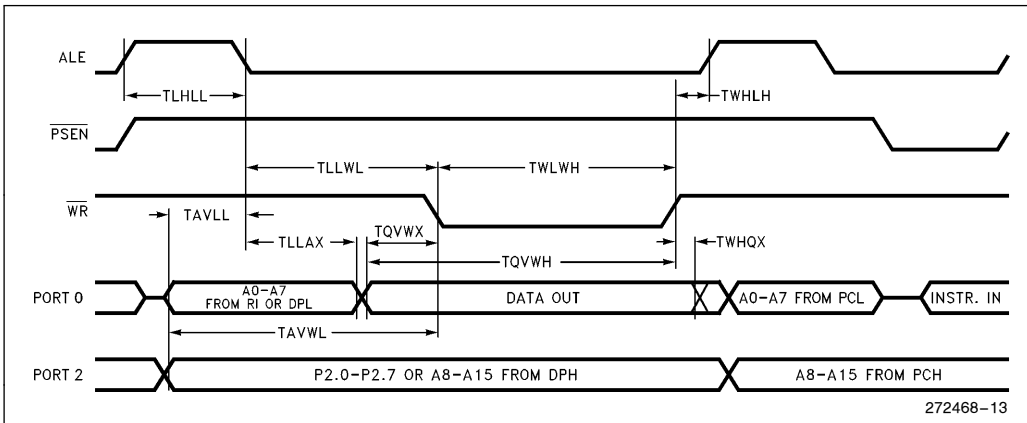 ALE
TLHLL
TWHLH
PSEN
TLLWL
TWLWH
WR
TAVLL
TLLAX
TQVWX
TWHQX
TQVWH
PORT 0
A0-A7
FROM RI OR DPL
DATA OUT
A0-A7 FROM PCL
INSTR. IN
TAVWL
PORT 2
P2.0-P2.7 OR A8-A15 FROM DPH
A8-A15 FROM PCH
272468-13